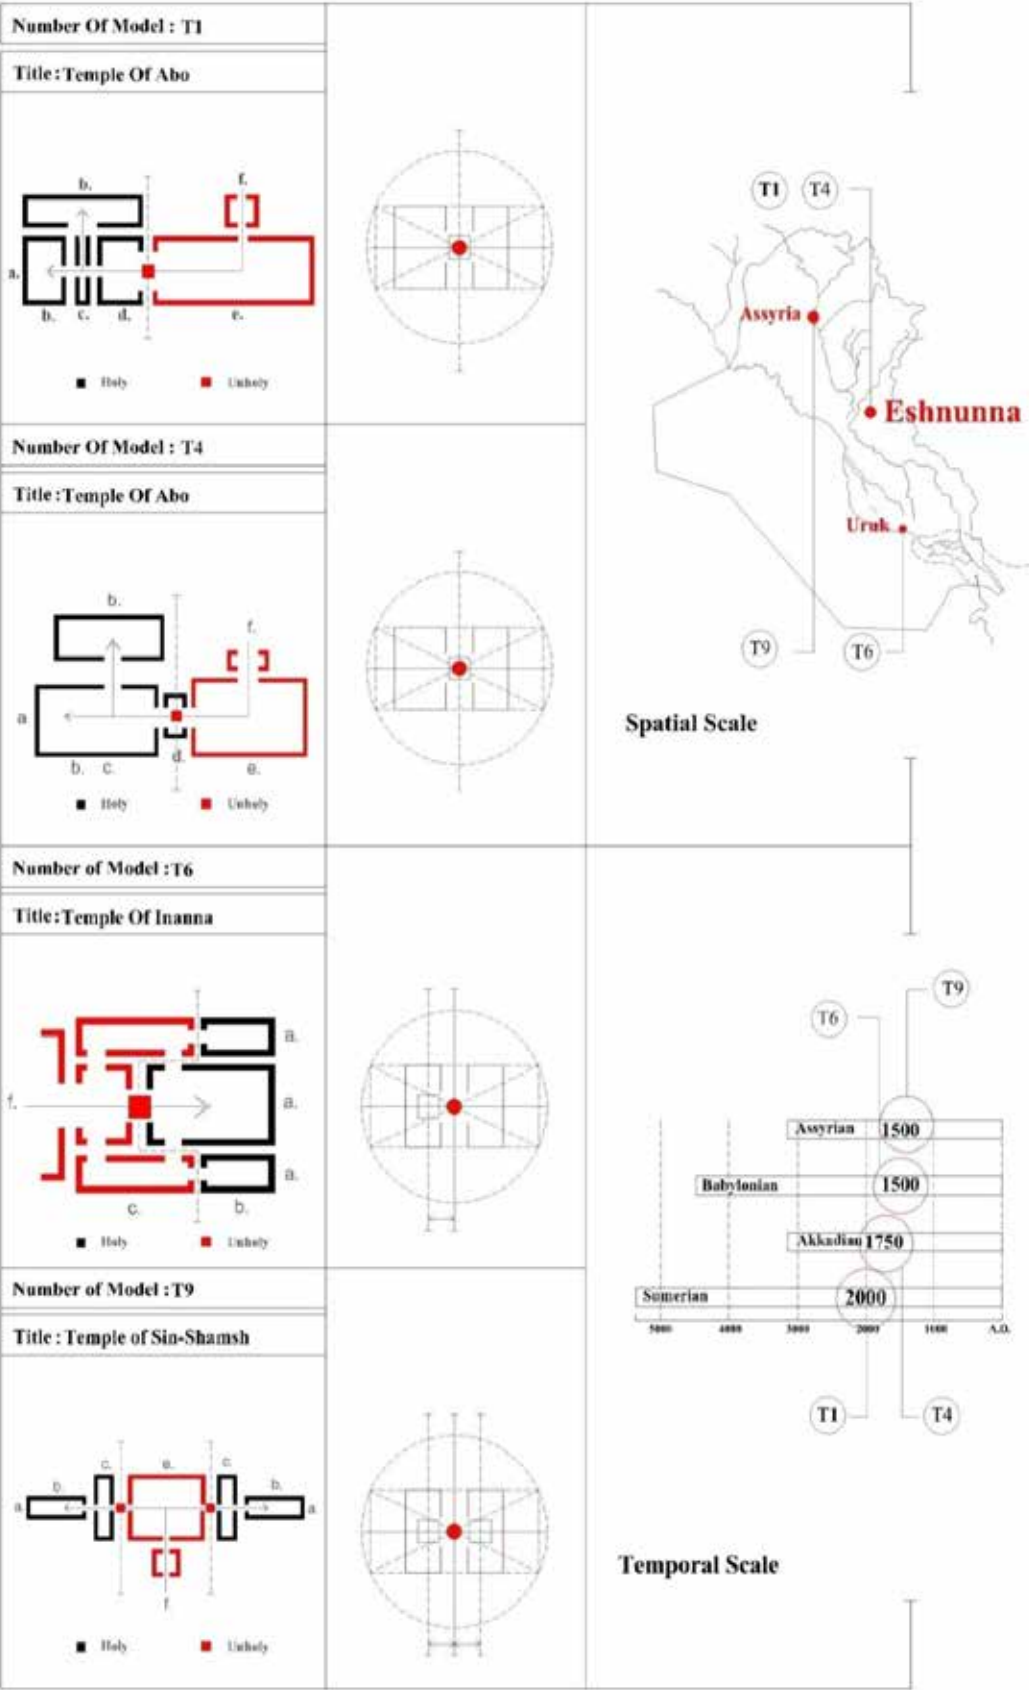 Number Of Model : T1
Title : Temple Of Abo
b.
f.
a.
b. c. d. e.
Holy Unholy
Number Of Model : T4
Title : Temple Of Abo
b.
f.
a
d.
b. c. e.
Holy Unholy
Number of Model : T6
Title : Temple Of Inanna
a.
f. a.
a.
c. b.
Holy Unholy
Number of Model : T9
Title : Temple of Sin-Shamsh
c. e. c.
b. b.
a. a.
f
Holy Unholy
T1 T4
Assyria
Eshnunna
Uruk
T9 T6
Spatial Scale
T9
T6
Assyrian 1500
Babylonian 1500
Akkadian 1750
Sumerian 2000
5000 4000 3000 2000 1000 A.D.
T1 T4
Temporal Scale